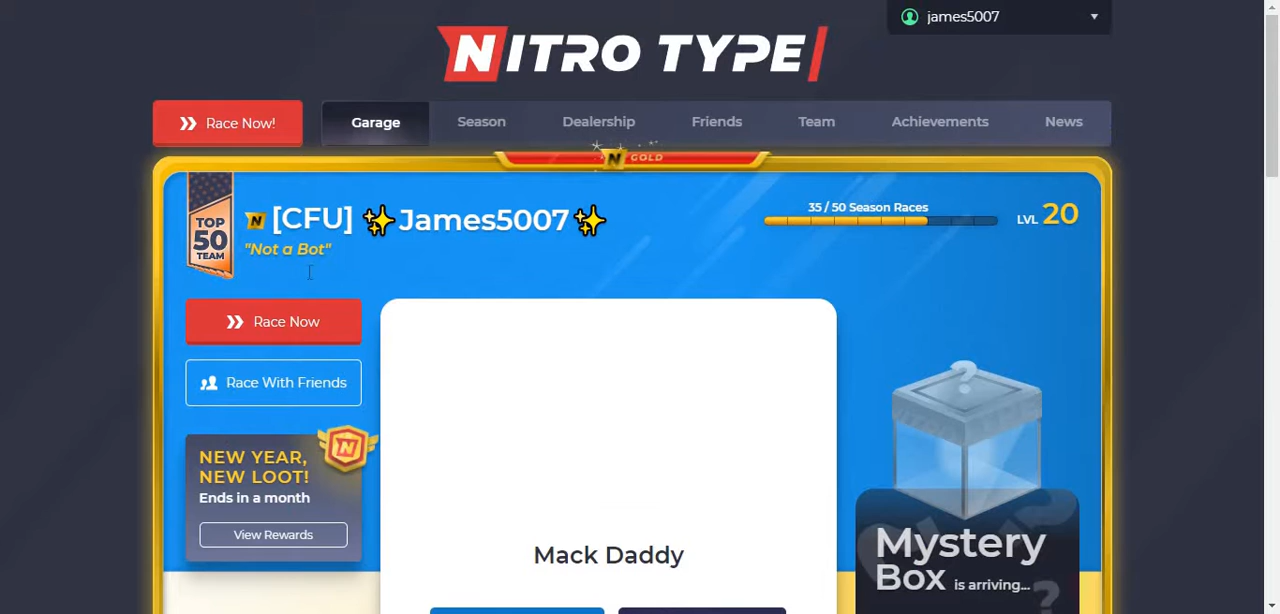 james5007
NITRO TYPE
Race Now!
Garage
Season
Dealership
Friends
Team
Achievements
News
N GOLD
TOP
50
TEAM
N [CFU] ✨James5007✨
"Not a Bot"
35 / 50 Season Races
LVL 20
Race Now
Race With Friends
NEW YEAR,
NEW LOOT!
Ends in a month
View Rewards
N
Mack Daddy
?
Mystery
Box is arriving...
?